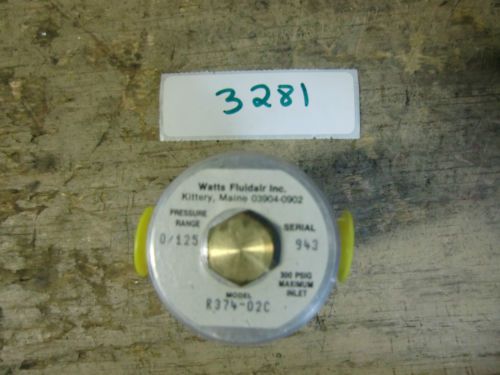 3281
Watts Fluidair Inc.
Kittery, Maine 03904-0902
PRESSURE
RANGE
0/125
SERIAL
943
300 PSIG
MAXIMUM
INLET
MODEL
R374-02C